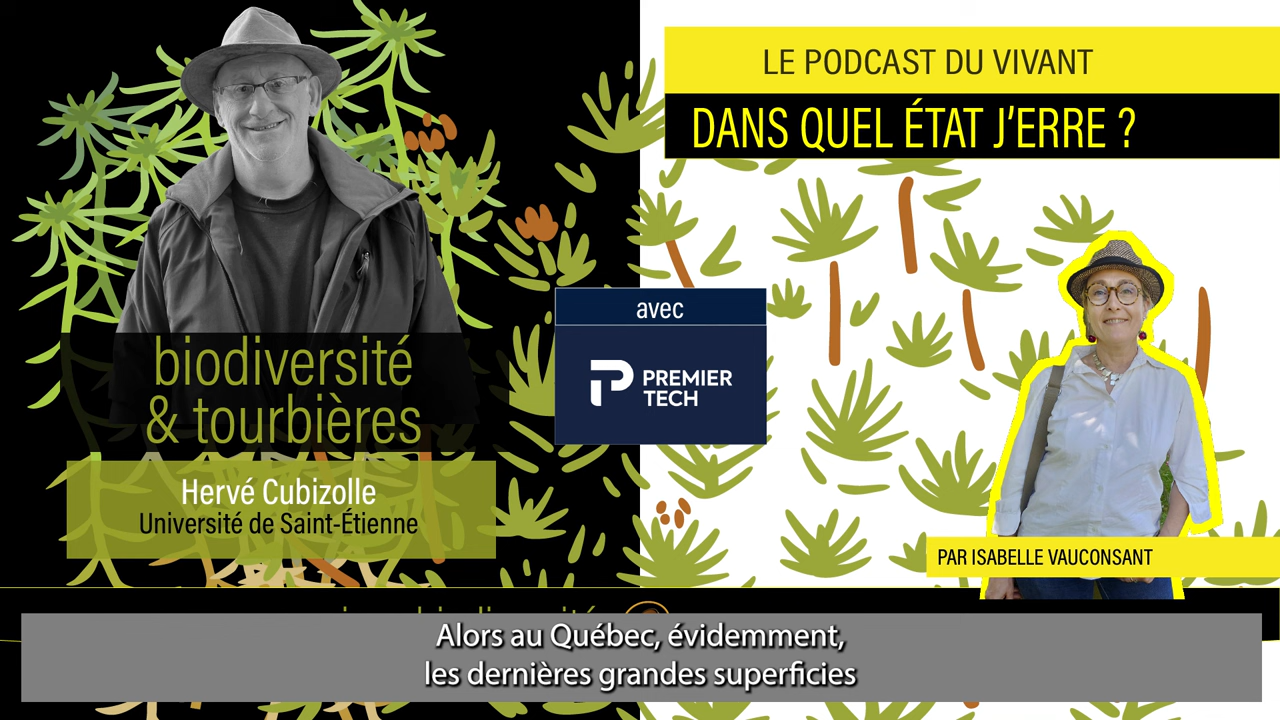 LE PODCAST DU VIVANT
DANS QUEL ÉTAT J'ERRE ?
avec
PREMIER
TECH
biodiversité
& tourbières
Hervé Cubizolle
Université de Saint-Étienne
PAR ISABELLE VAUCONSANT
Alors au Québec, évidemment,
les dernières grandes superficies